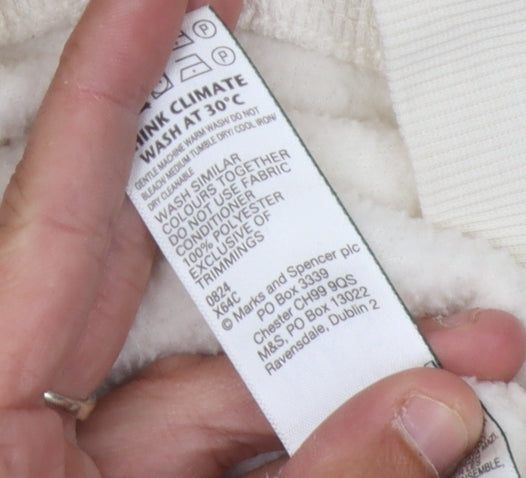 P
P
THINK CLIMATE
WASH AT 30°C
GENTLE MACHINE WARM WASH/ DO NOT
BLEACH/ MEDIUM TUMBLE DRY/ COOL IRON/
DRY CLEANABLE
WASH SIMILAR
COLOURS TOGETHER
DO NOT USE FABRIC
CONDITIONER
100% POLYESTER
EXCLUSIVE OF
TRIMMINGS
0824
X64C
© Marks and Spencer plc
PO Box 3339
Chester CH99 9QS
M&S, PO Box 13022
Ravensdale, Dublin 2